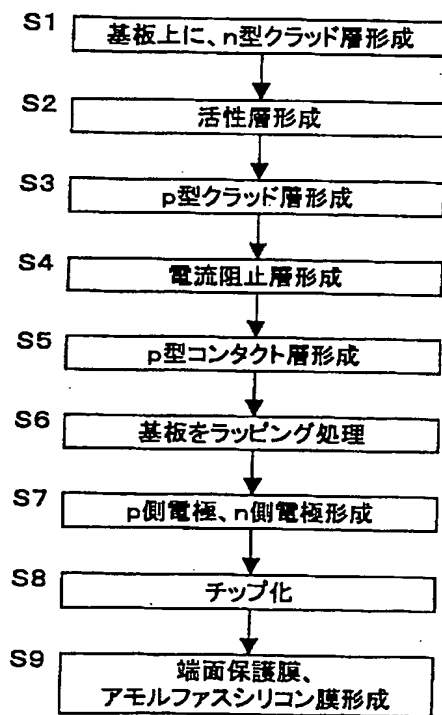 S1
基板上に、n型クラッド層形成
S2
活性層形成
S3
p型クラッド層形成
S4
電流阻止層形成
S5
p型コンタクト層形成
S6
基板をラッピング処理
S7
p側電極、n側電極形成
S8
チップ化
S9
端面保護膜、
アモルファスシリコン膜形成